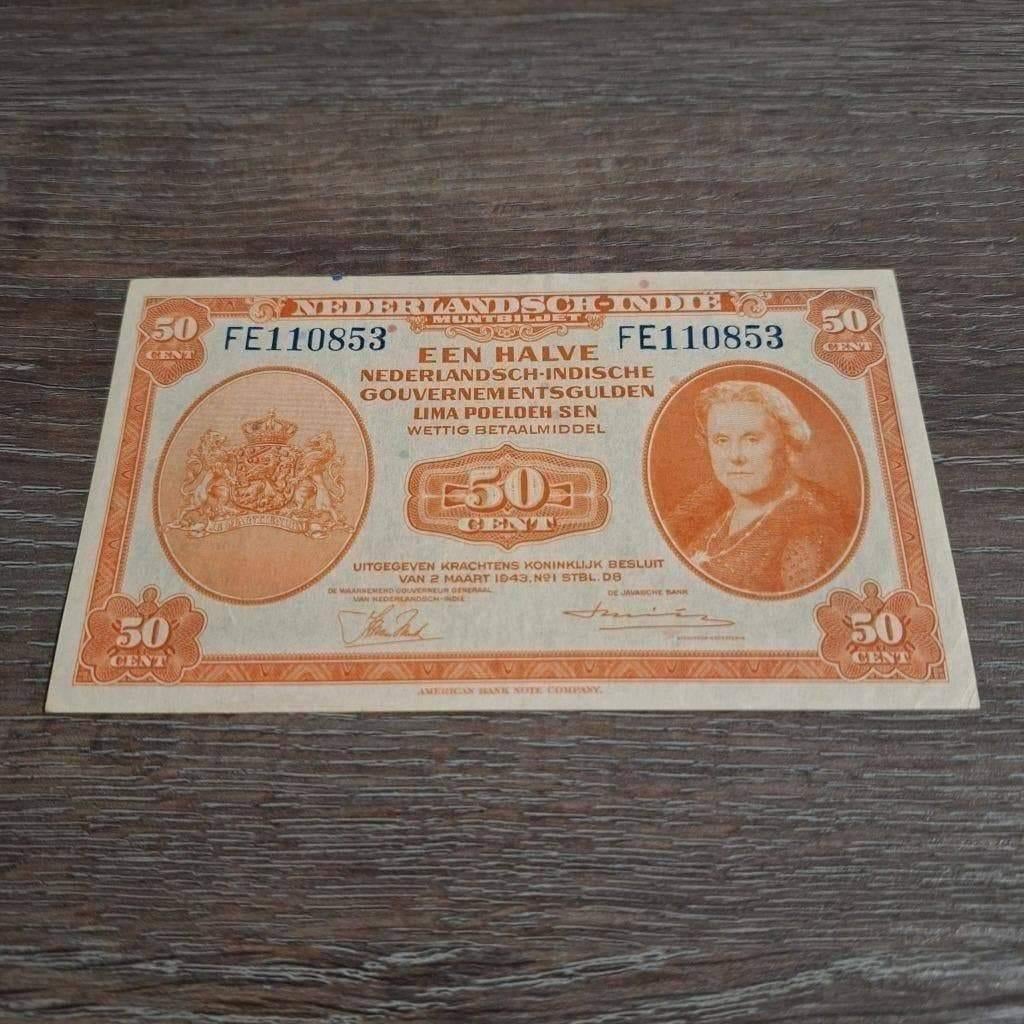 NEDERLANDSCH-INDIË
MUNTBILJET
50 CENT
50 CENT
FE110853
FE110853
EEN HALVE
NEDERLANDSCH-INDISCHE
GOUVERNEMENTSGULDEN
LIMA POELOEH SEN
WETTIG BETAALMIDDEL
50
CENT
UITGEGEVEN KRACHTENS KONINKLIJK BESLUIT
VAN 2 MAART 1943, Nº1 STBL. D8
DE WAARNEMEND GOUVERNEUR GENERAAL
VAN NEDERLANDSCH-INDIË
DE JAVASCHE BANK
50 CENT
50 CENT
AMERICAN BANK NOTE COMPANY.